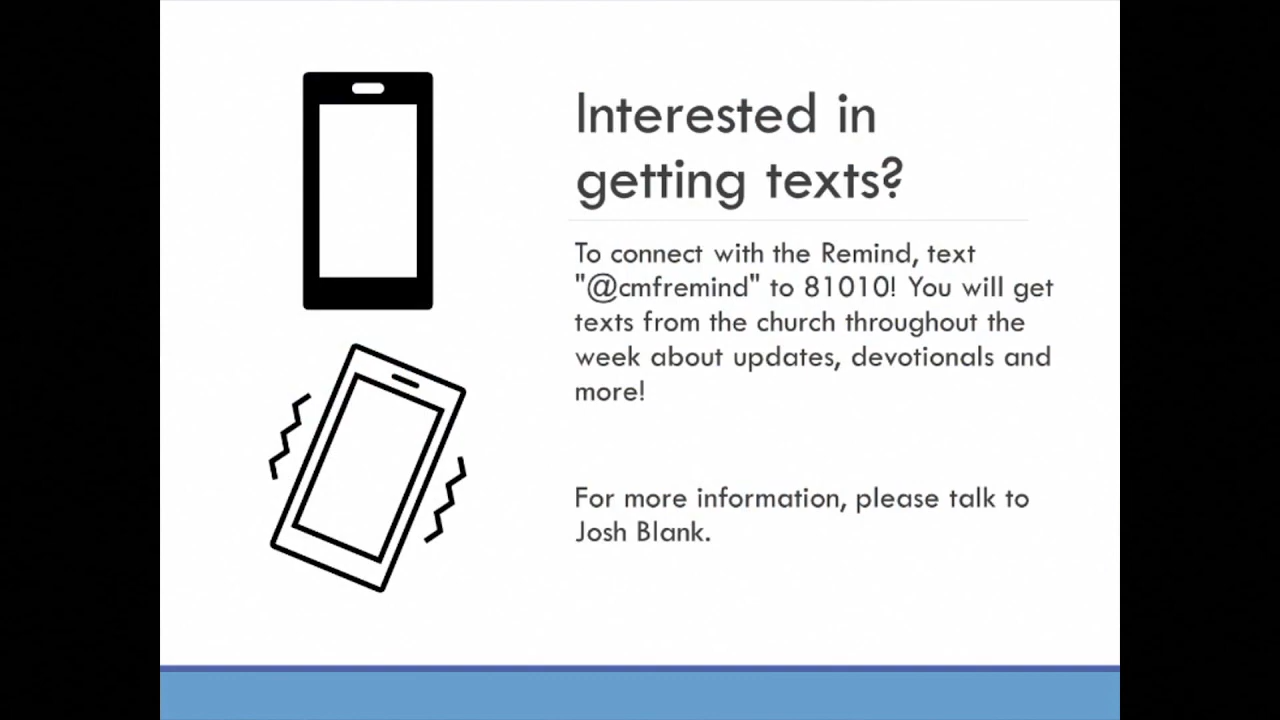 Interested in
getting texts?
To connect with the Remind, text
"@cmfremind" to 81010! You will get
texts from the church throughout the
week about updates, devotionals and
more!
For more information, please talk to
Josh Blank.